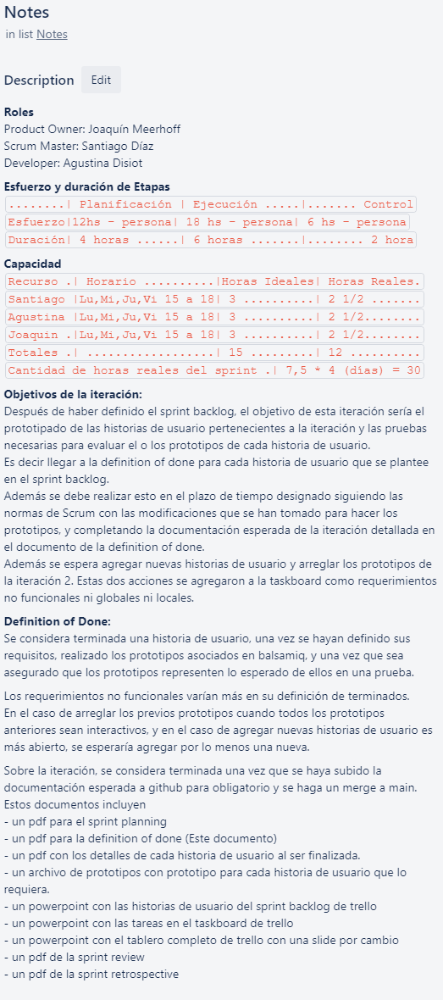 Notes
in list Notes
Description Edit
Roles
Product Owner: Joaquín Meerhoff
Scrum Master: Santiago Díaz
Developer: Agustina Disiot
Esfuerzo y duración de Etapas
........| Planificación | Ejecución .....|....... Control
Esfuerzo|12hs - persona| 18 hs - persona| 6 hs - persona
Duración| 4 horas ......| 6 horas .......|........ 2 hora
Capacidad
Recurso .| Horario ..........|Horas Ideales| Horas Reales.
Santiago |Lu,Mi,Ju,Vi 15 a 18| 3 ..........| 2 1/2 .......
Agustina |Lu,Mi,Ju,Vi 15 a 18| 3 ..........| 2 1/2........
Joaquin .|Lu,Mi,Ju,Vi 15 a 18| 3 ..........| 2 1/2........
Totales .| ..................| 15 .........| 12 ..........
Cantidad de horas reales del sprint .| 7,5 * 4 (días) = 30
Objetivos de la iteración:
Después de haber definido el sprint backlog, el objetivo de esta iteración sería el
prototipado de las historias de usuario pertenecientes a la iteración y las pruebas
necesarias para evaluar el o los prototipos de cada historia de usuario.
Es decir llegar a la definition of done para cada historia de usuario que se plantee
en el sprint backlog.
Además se debe realizar esto en el plazo de tiempo designado siguiendo las
normas de Scrum con las modificaciones que se han tomado para hacer los
prototipos, y completando la documentación esperada de la iteración detallada en
el documento de la definition of done.
Además se espera agregar nuevas historias de usuario y arreglar los prototipos de
la iteración 2. Estas dos acciones se agregaron a la taskboard como requerimientos
no funcionales ni globales ni locales.
Definition of Done:
Se considera terminada una historia de usuario, una vez se hayan definido sus
requisitos, realizado los prototipos asociados en balsamiq, y una vez que sea
asegurado que los prototipos representen lo esperado de ellos en una prueba.
Los requerimientos no funcionales varían más en su definición de terminados.
En el caso de arreglar los previos prototipos cuando todos los prototipos
anteriores sean interactivos, y en el caso de agregar nuevas historias de usuario es
más abierto, se esperaría agregar por lo menos una nueva.
Sobre la iteración, se considera terminada una vez que se haya subido la
documentación esperada a github para obligatorio y se haga un merge a main.
Estos documentos incluyen
- un pdf para el sprint planning
- un pdf para la definition of done (Este documento)
- un pdf con los detalles de cada historia de usuario al ser finalizada.
- un archivo de prototipos con prototipo para cada historia de usuario que lo
requiera.
- un powerpoint con las historias de usuario del sprint backlog de trello
- un powerpoint con las tareas en el taskboard de trello
- un powerpoint con el tablero completo de trello con una slide por cambio
- un pdf de la sprint review
- un pdf de la sprint retrospective